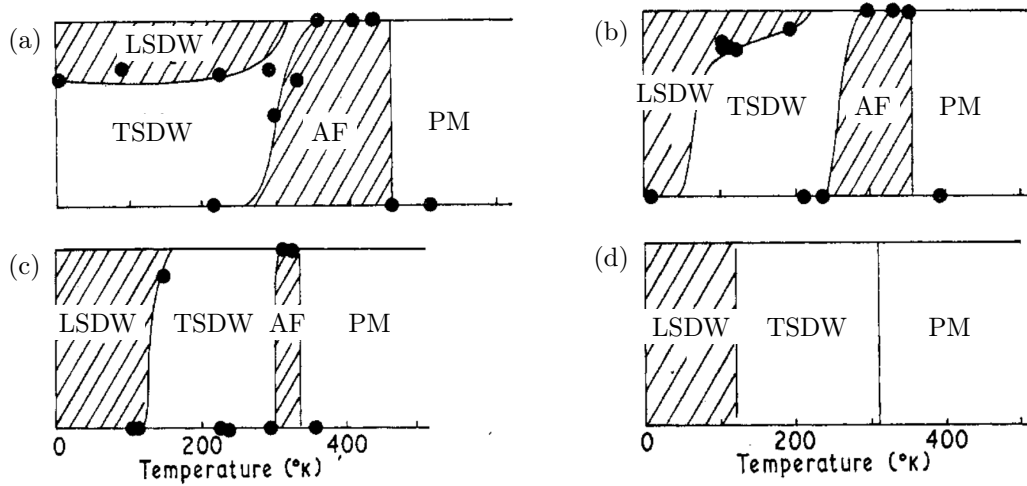 (a)
LSDW
TSDW
AF
PM
(b)
LSDW
TSDW
AF
PM
(c)
LSDW
TSDW
AF
PM
0
200
400
Temperature (°K)
(d)
LSDW
TSDW
PM
0
200
400
Temperature (°K)